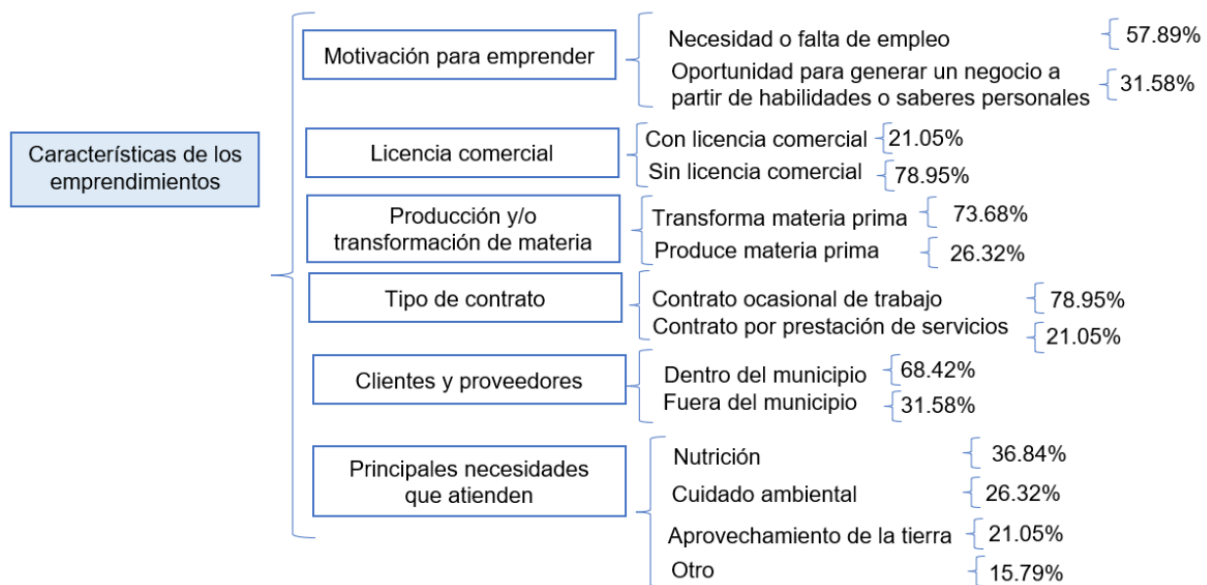 Características de los
emprendimientos
Motivación para emprender
Necesidad o falta de empleo
57.89%
Oportunidad para generar un negocio a
partir de habilidades o saberes personales
31.58%
Licencia comercial
Con licencia comercial
21.05%
Sin licencia comercial
78.95%
Producción y/o
transformación de materia
Transforma materia prima
73.68%
Produce materia prima
26.32%
Tipo de contrato
Contrato ocasional de trabajo
78.95%
Contrato por prestación de servicios
21.05%
Clientes y proveedores
Dentro del municipio
68.42%
Fuera del municipio
31.58%
Principales necesidades
que atienden
Nutrición
36.84%
Cuidado ambiental
26.32%
Aprovechamiento de la tierra
21.05%
Otro
15.79%